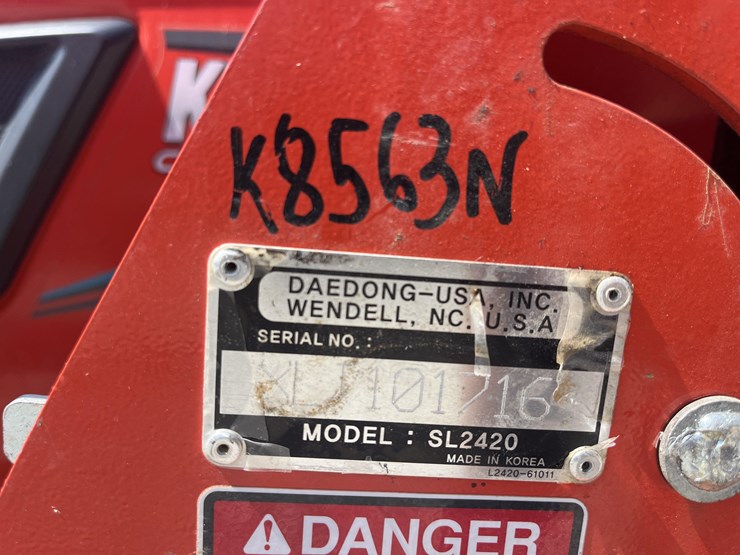 K8563N
DAEDONG-USA, INC.
WENDELL, NC. U.S.A
SERIAL NO. :
MODEL : SL2420
MADE IN KOREA
L2420-61011
DANGER